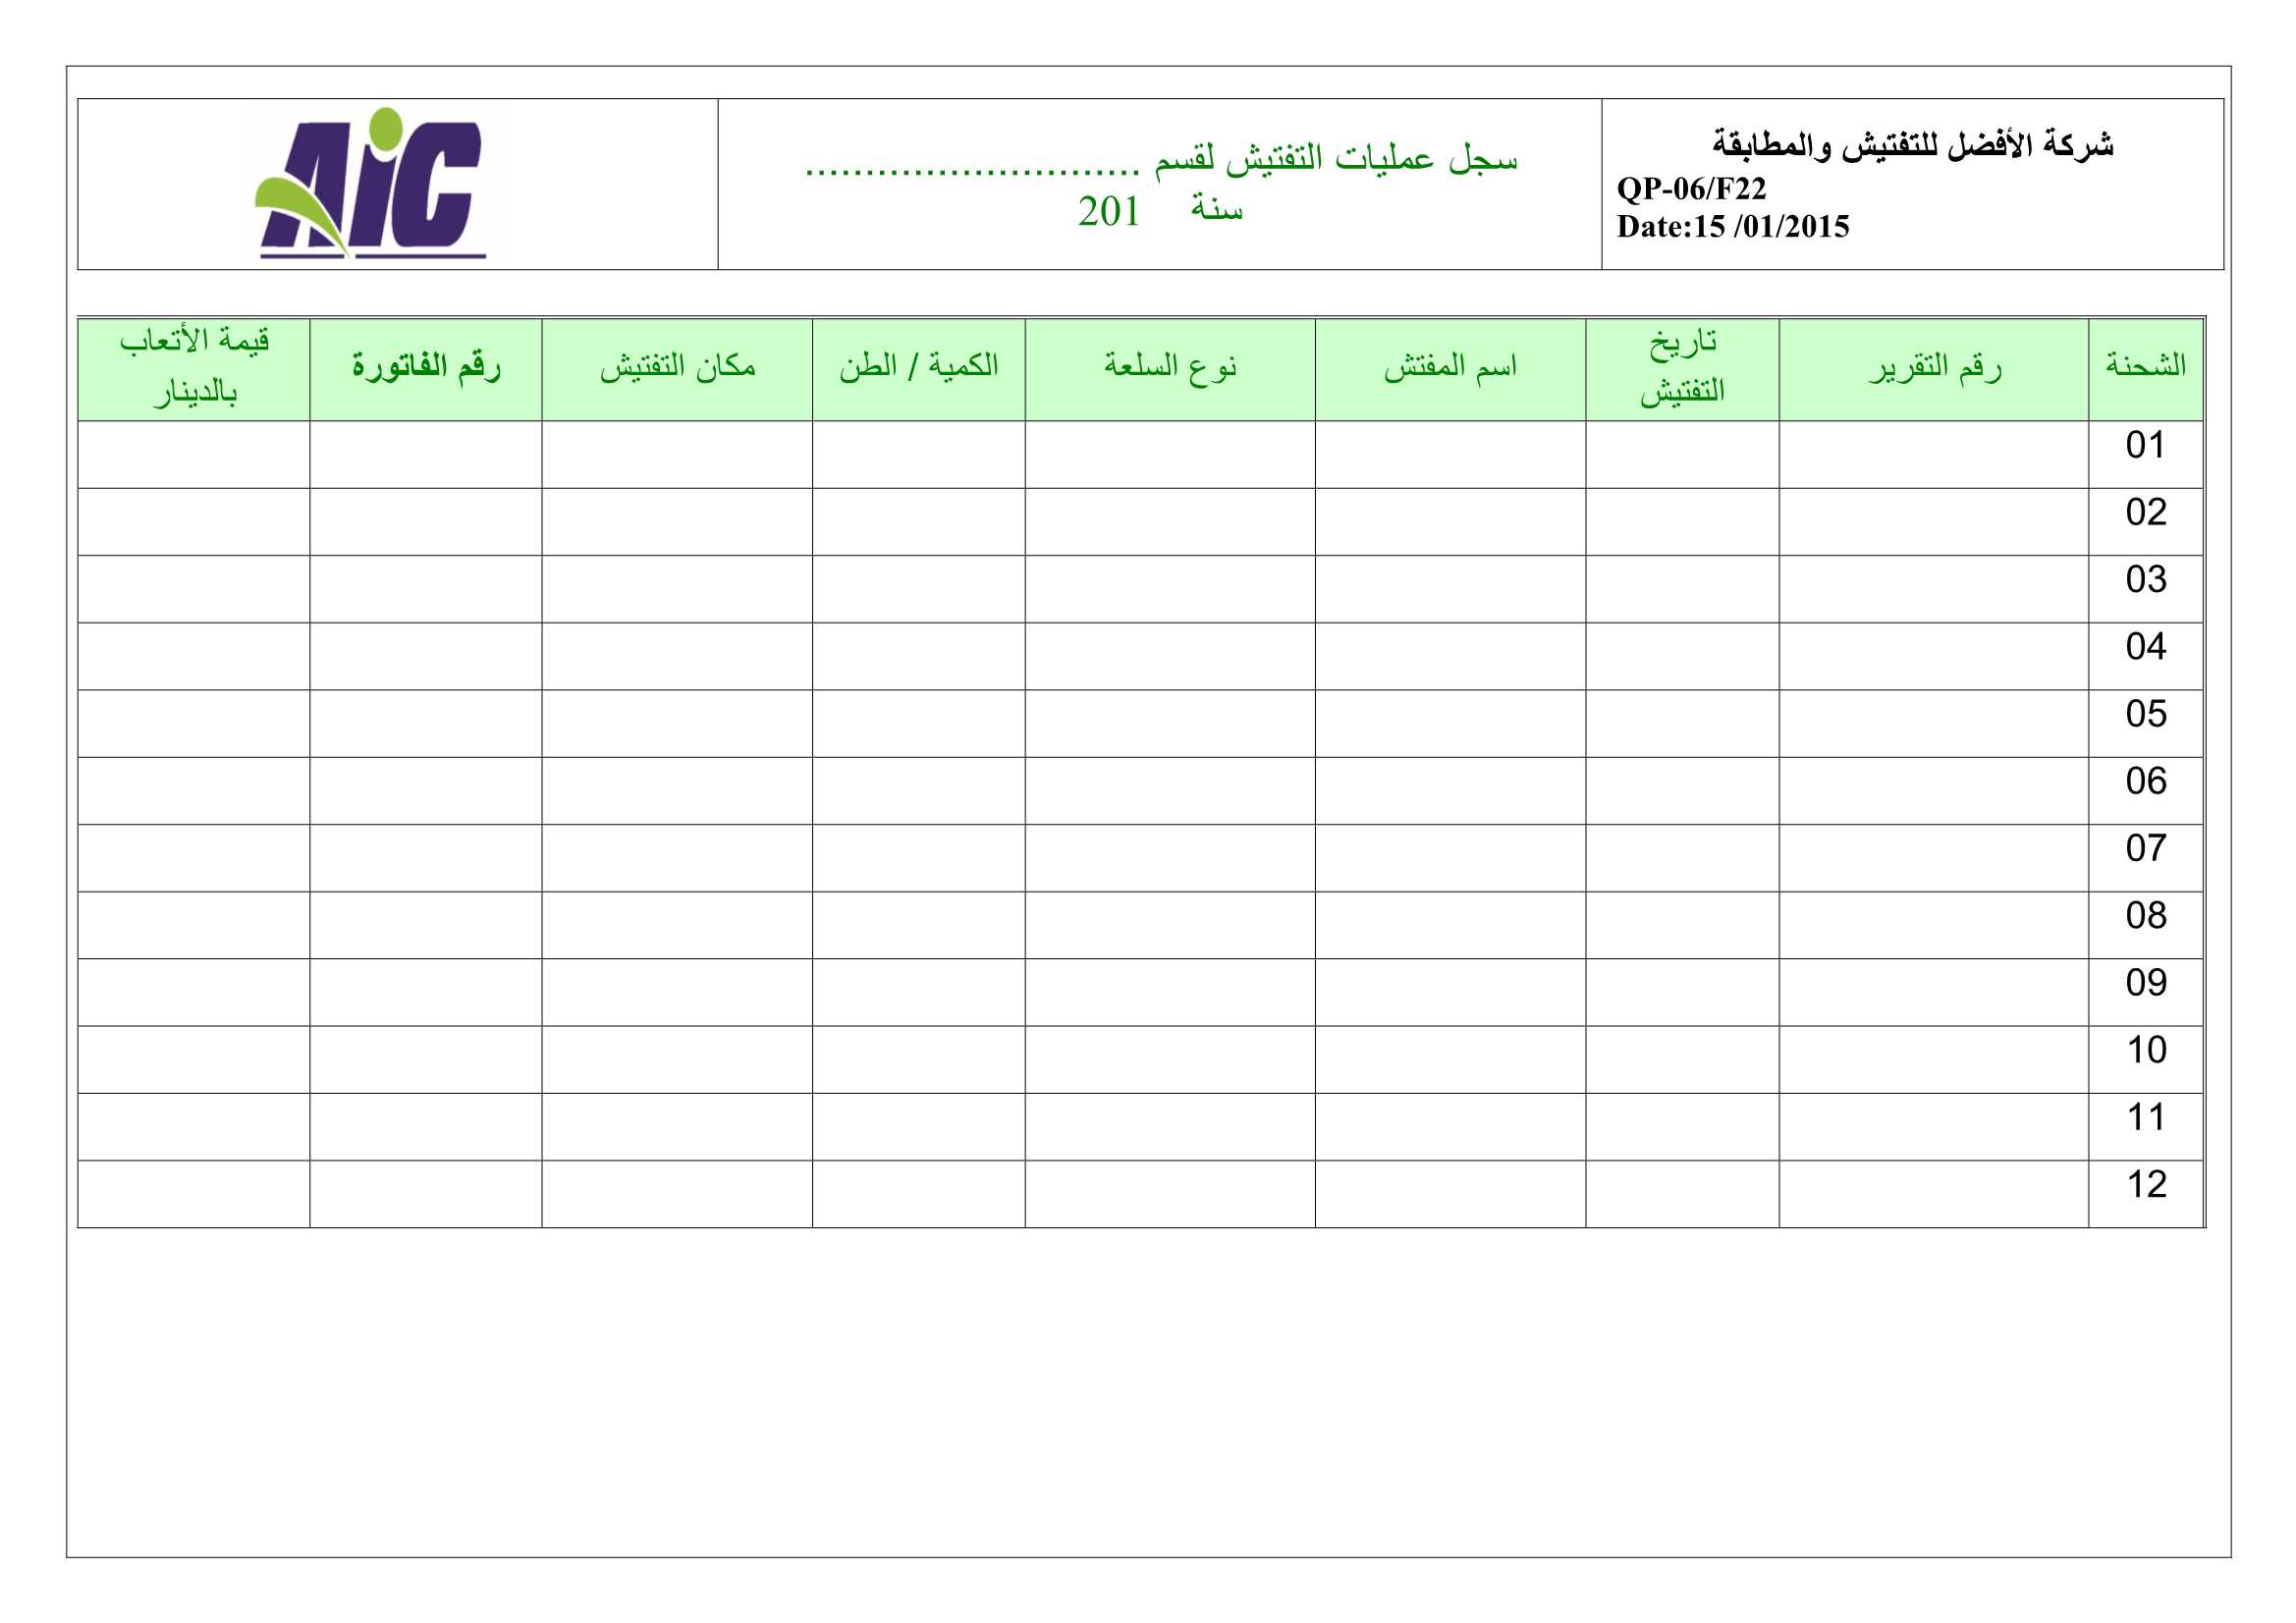 شركة الأفضل للتفتيش والمطابقة
QP-06/F22
Date:15 /01/2015
سجل عمليات التفتيش لقسم ............................
سنة 201
AiC
الشحنة
رقم التقرير
تاريخ
التفتيش
اسم المفتش
نوع السلعة
الكمية / الطن
مكان التفتيش
رقم الفاتورة
قيمة الأتعاب
بالدينار
01
02
03
04
05
06
07
08
09
10
11
12